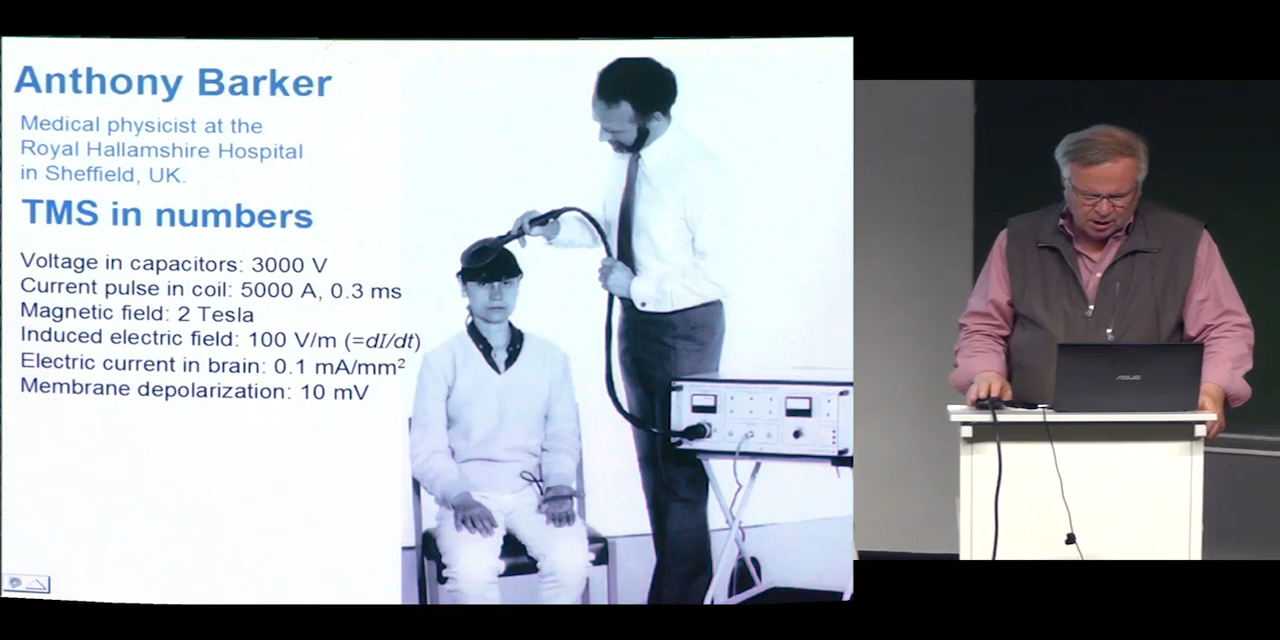 Anthony Barker
Medical physicist at the
Royal Hallamshire Hospital
in Sheffield, UK.
TMS in numbers
Voltage in capacitors: 3000 V
Current pulse in coil: 5000 A, 0.3 ms
Magnetic field: 2 Tesla
Induced electric field: 100 V/m (=dI/dt)
Electric current in brain: 0.1 mA/mm²
Membrane depolarization: 10 mV
ASUS